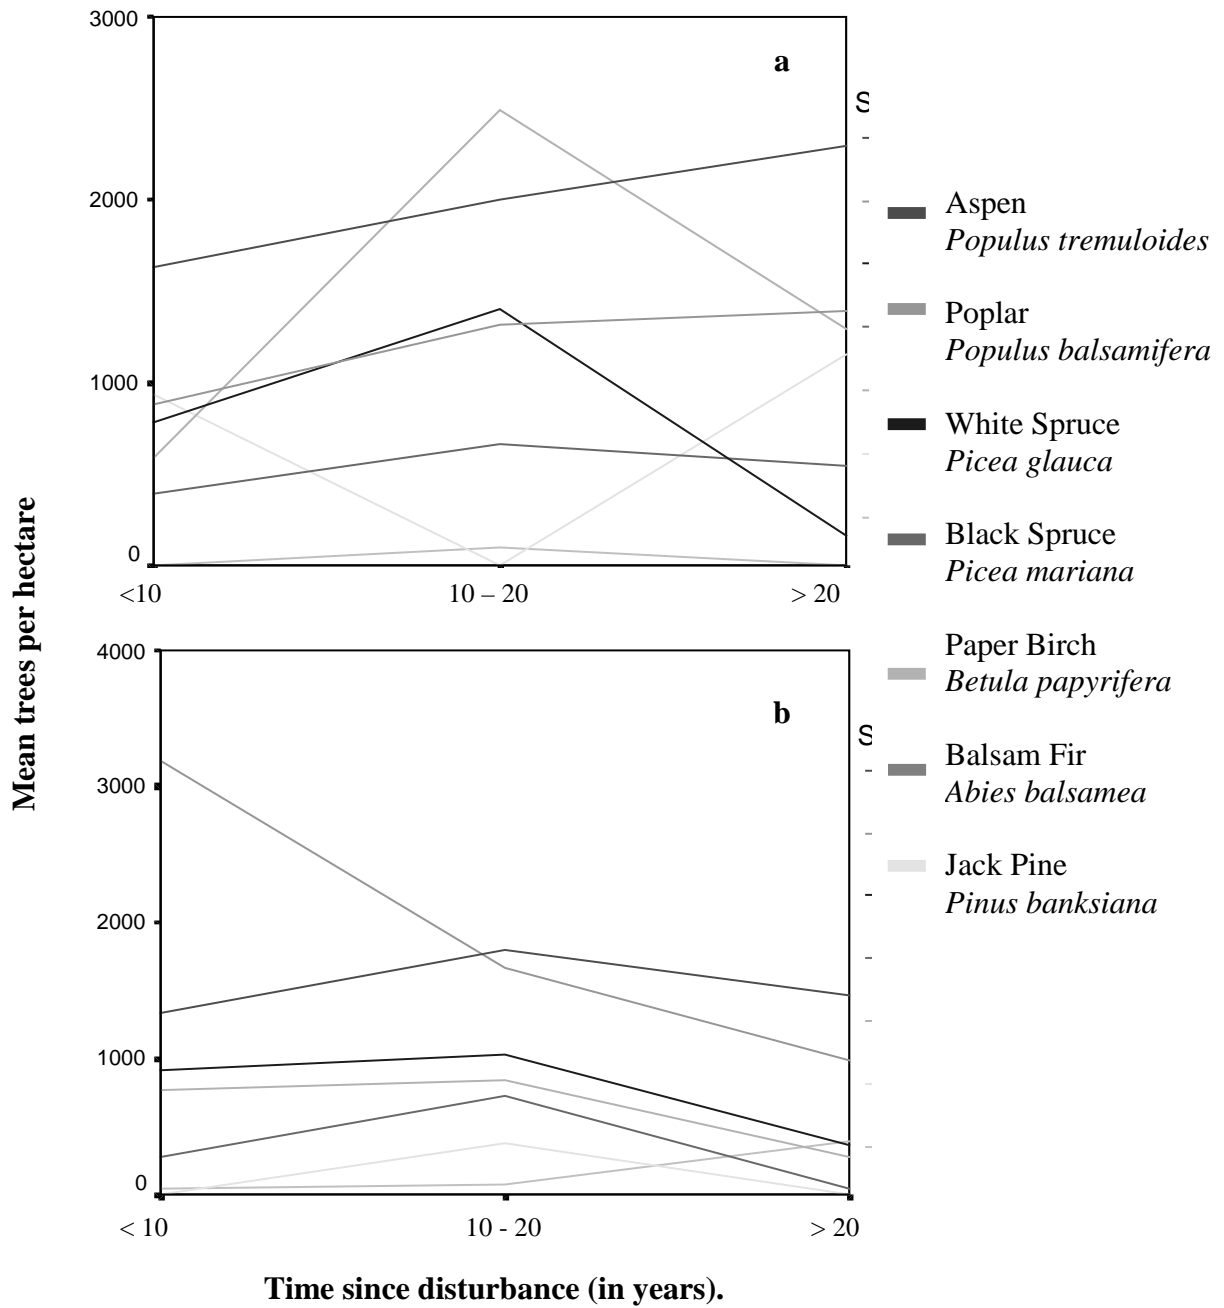 3000
a
S
2000
1000
0
<10
10 – 20
> 20
Mean trees per hectare
4000
b
S
3000
2000
1000
0
< 10
10 - 20
> 20
Time since disturbance (in years).
Aspen
Populus tremuloides
Poplar
Populus balsamifera
White Spruce
Picea glauca
Black Spruce
Picea mariana
Paper Birch
Betula papyrifera
Balsam Fir
Abies balsamea
Jack Pine
Pinus banksiana